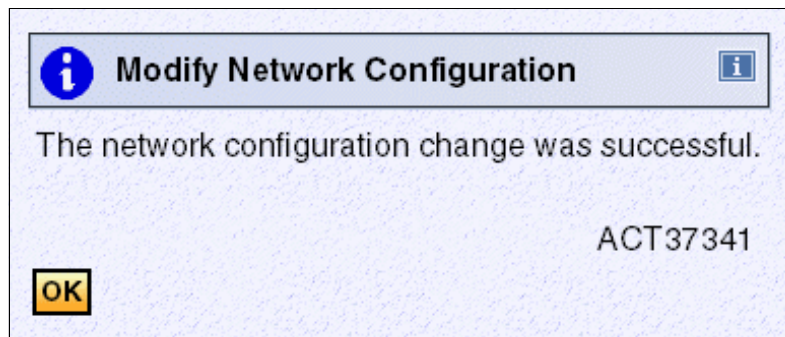 Modify Network Configuration
The network configuration change was successful.
ACT37341
OK